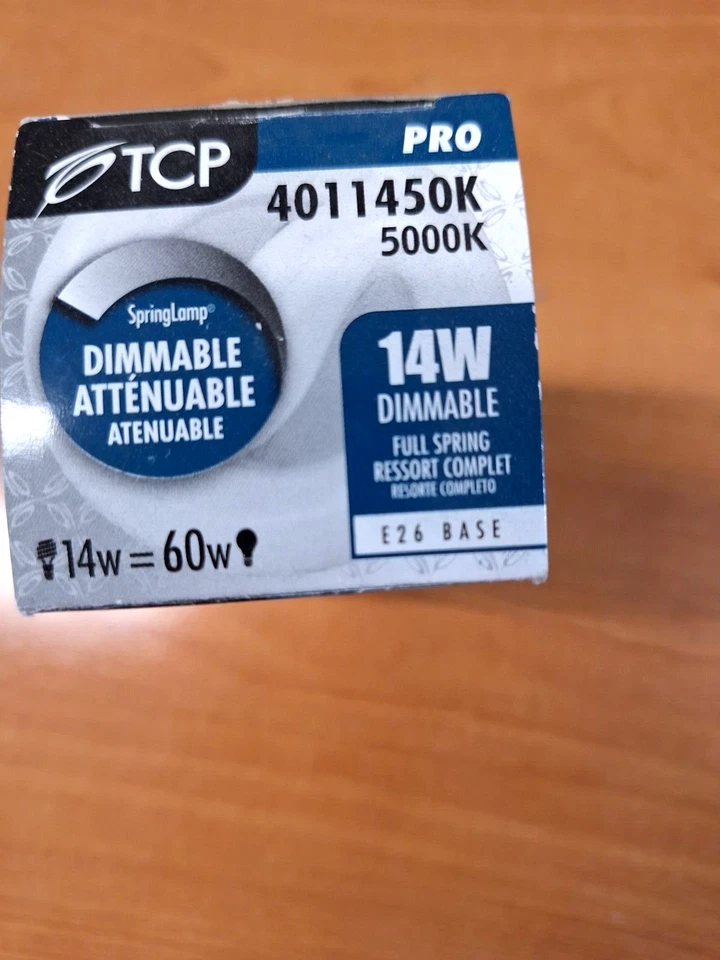 TCP
PRO
4011450K
5000K
SpringLamp®
DIMMABLE
ATTÉNUABLE
ATENUABLE
14W
DIMMABLE
FULL SPRING
RESSORT COMPLET
RESORTE COMPLETO
E26 BASE
14W = 60W